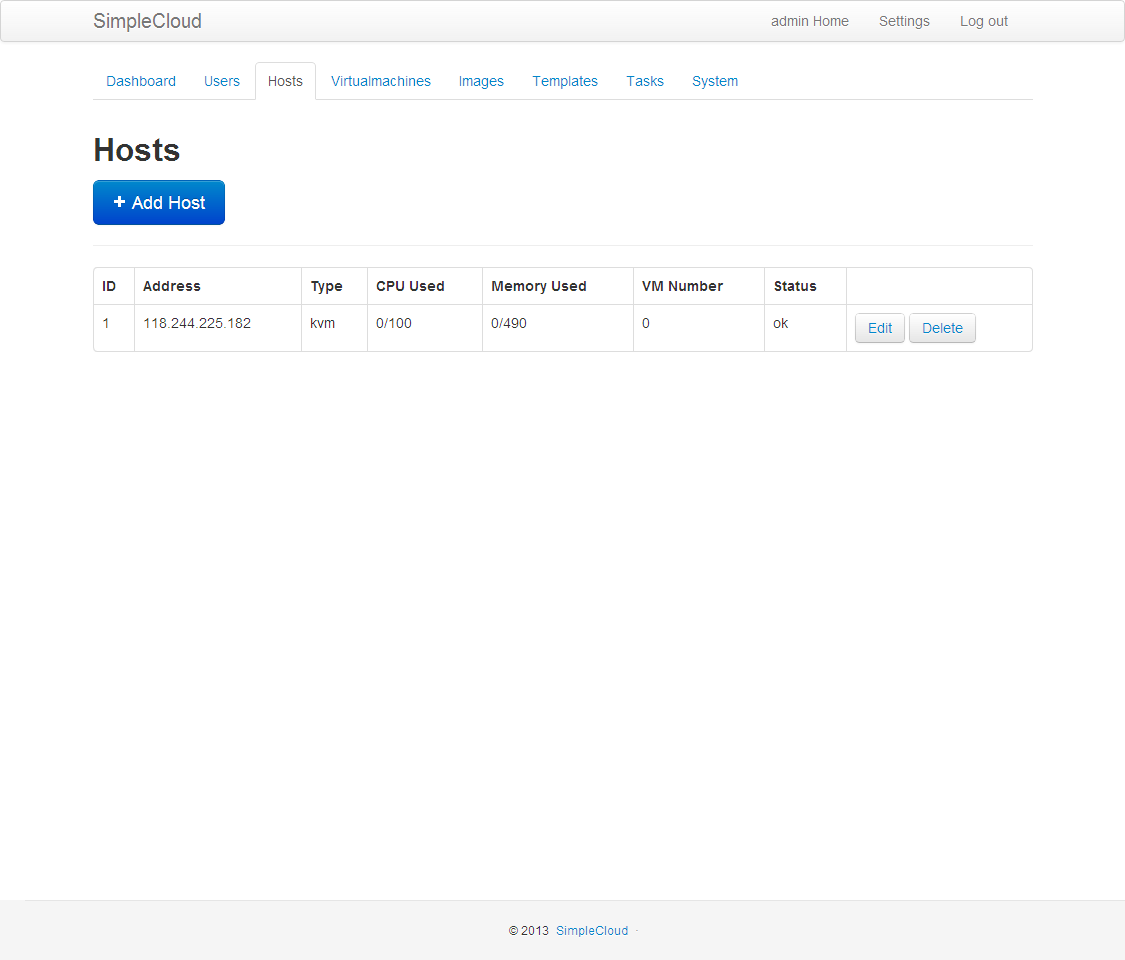 SimpleCloud admin Home Settings Log out
Dashboard Users Hosts Virtualmachines Images Templates Tasks System
Hosts
+ Add Host
ID Address Type CPU Used Memory Used VM Number Status
1 118.244.225.182 kvm 0/100 0/490 0 ok Edit Delete
© 2013 SimpleCloud -